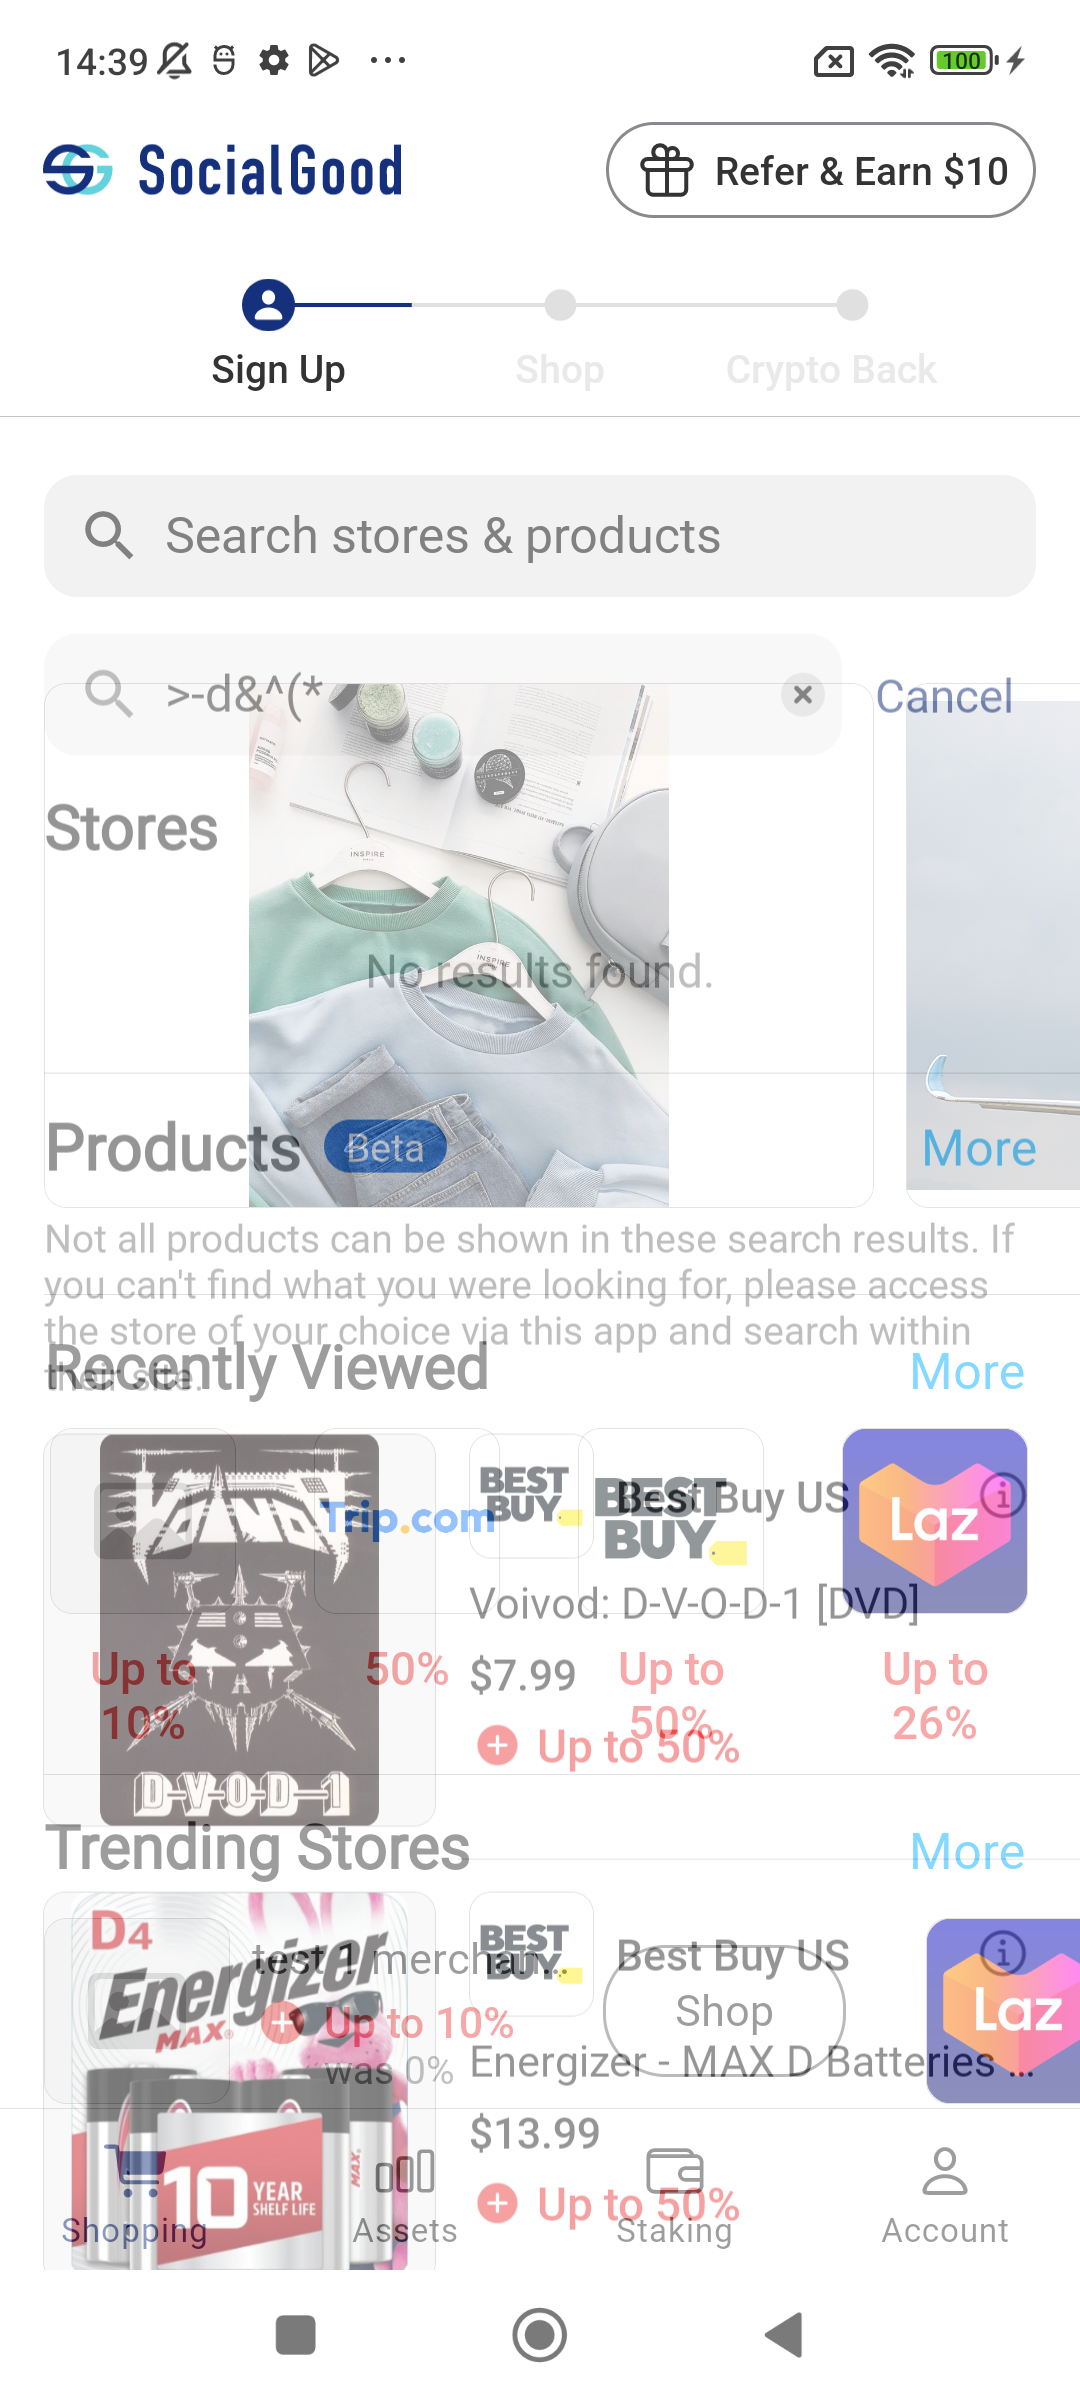 14:39
100
SocialGood
Refer & Earn $10
Sign Up
Shop
Crypto Back
Search stores & products
>-d&^(*
Cancel
Stores
INSPIRE
INSPIRE
No results found.
Products
Beta
More
Not all products can be shown in these search results. If
you can't find what you were looking for, please access
the store of your choice via this app and search within
their site.
Recently Viewed
More
VOIVOD
Trip.com
BEST
BUY
BEST
BUY
Best Buy US
Laz
Voivod: D-V-O-D-1 [DVD]
Up to
10%
50%
$7.99
Up to
50%
Up to
26%
Up to 50%
D-V-O-D-1
Trending Stores
More
D4
Energizer
MAX
test 1 merchan...
BEST
BUY
Best Buy US
Laz
Up to 10%
Shop
was 0%
Energizer - MAX D Batteries ...
$13.99
MAX
10 YEAR
SHELF LIFE
Up to 50%
Shopping
Assets
Staking
Account